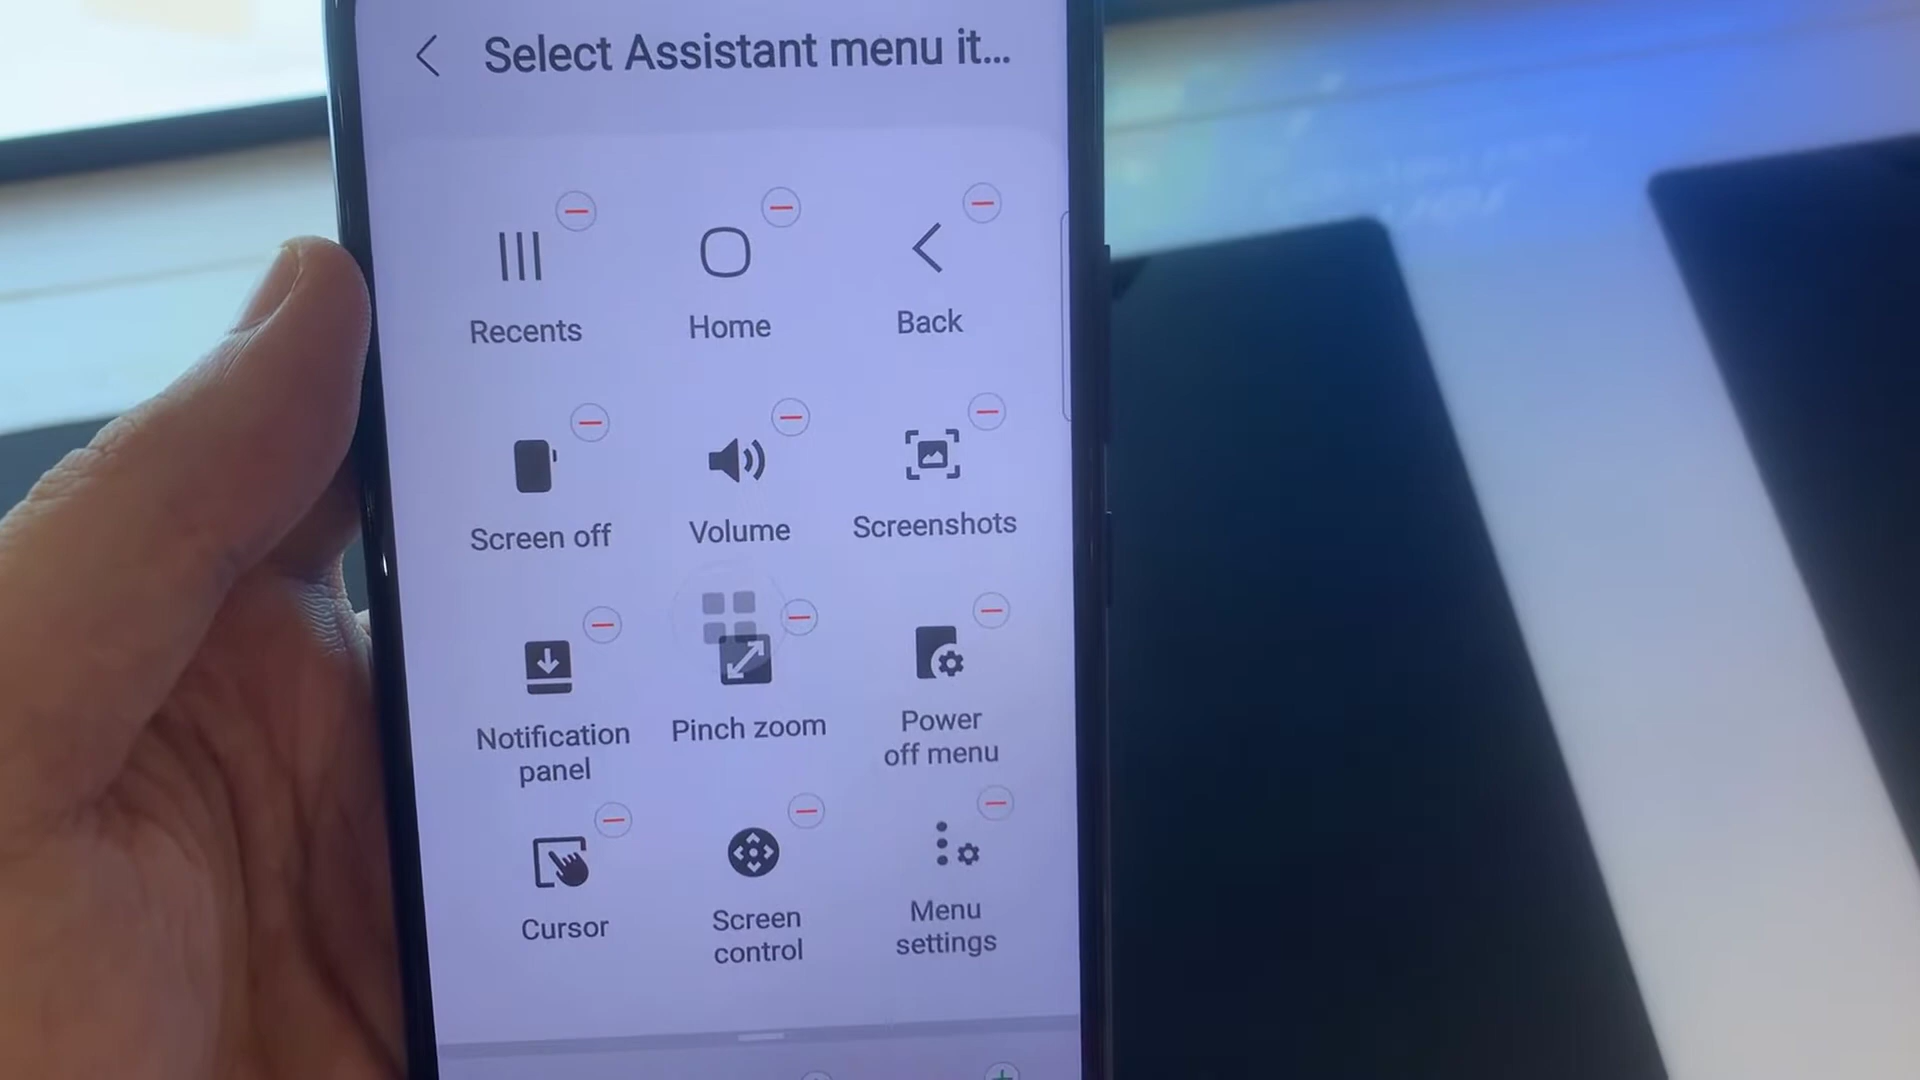 Select Assistant menu it...
Recents
Home
Back
Screen off
Volume
Screenshots
Notification
panel
Pinch zoom
Power
off menu
Cursor
Screen
control
Menu
settings